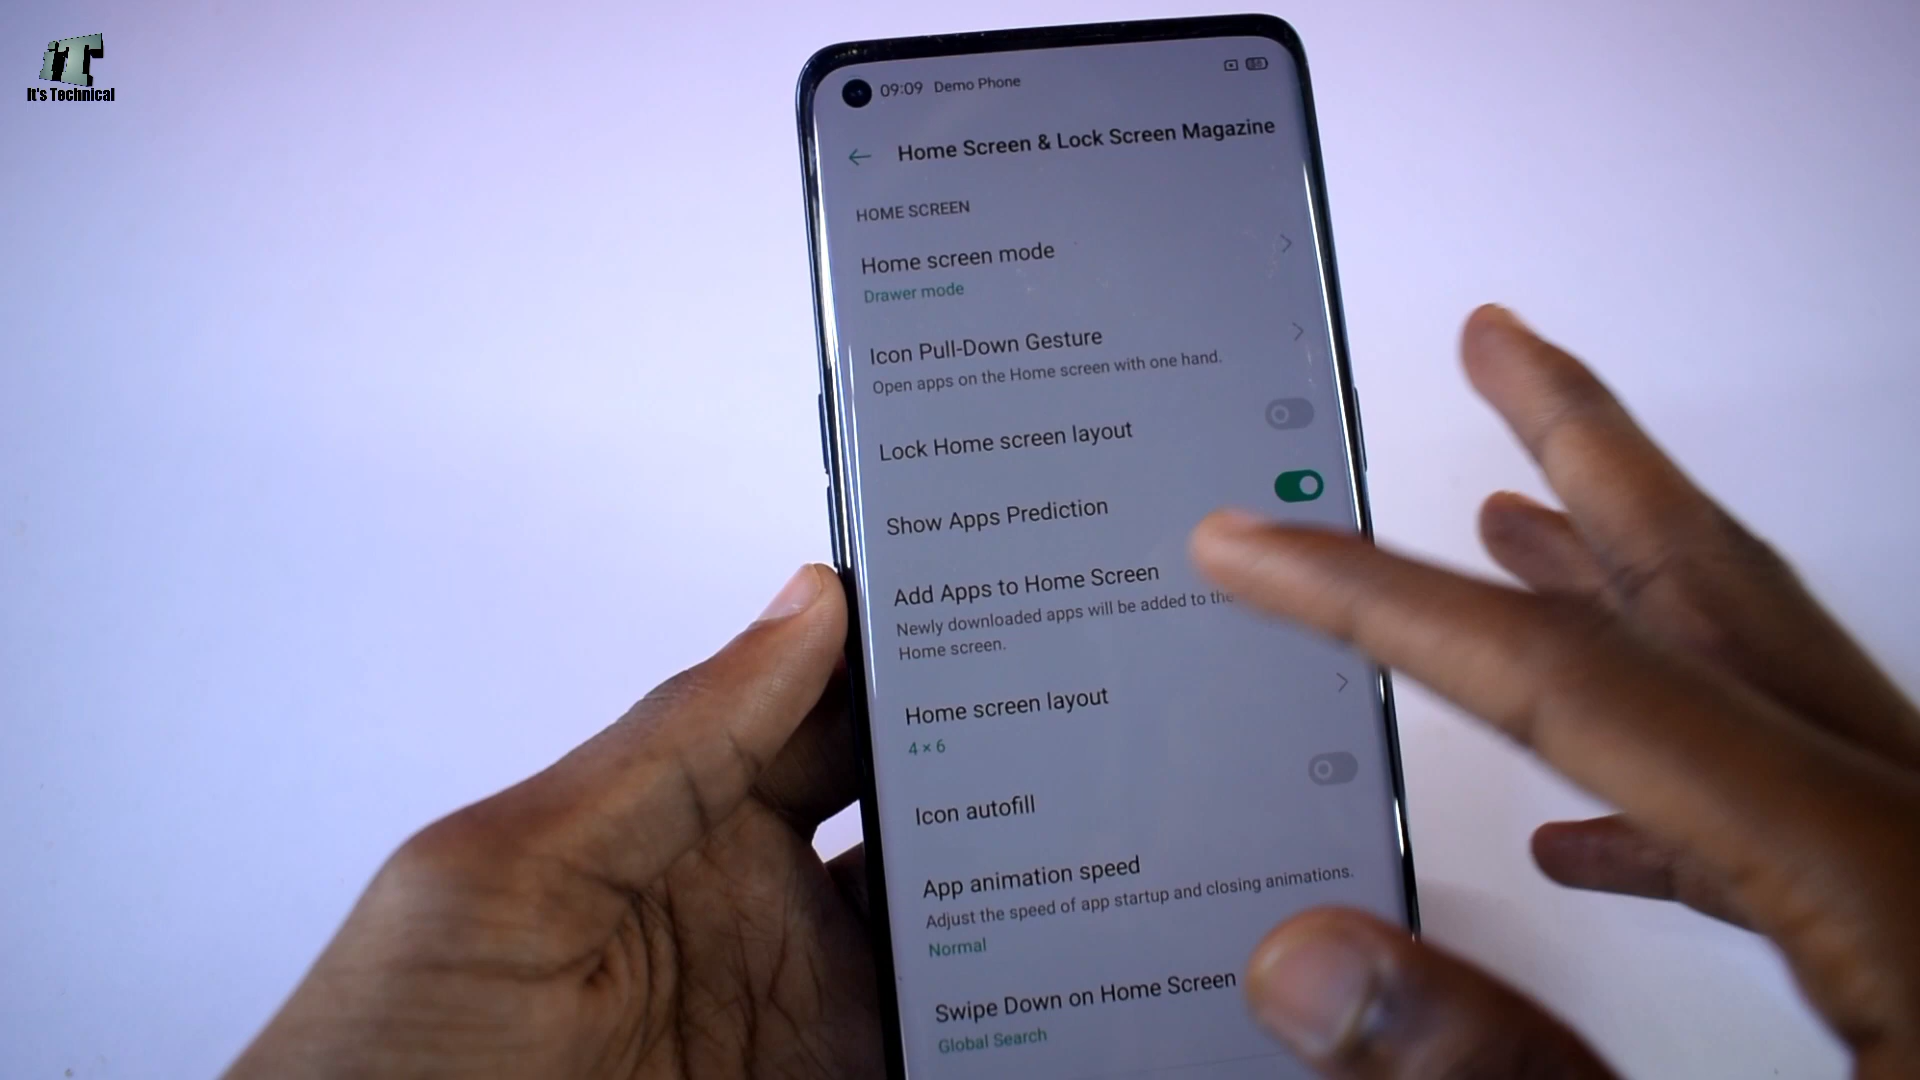 iT
It's Technical
09:09 Demo Phone
Home Screen & Lock Screen Magazine
HOME SCREEN
Home screen mode
Drawer mode
Icon Pull-Down Gesture
Open apps on the Home screen with one hand.
Lock Home screen layout
Show Apps Prediction
Add Apps to Home Screen
Newly downloaded apps will be added to the
Home screen.
Home screen layout
4 × 6
Icon autofill
App animation speed
Adjust the speed of app startup and closing animations.
Normal
Swipe Down on Home Screen
Global Search